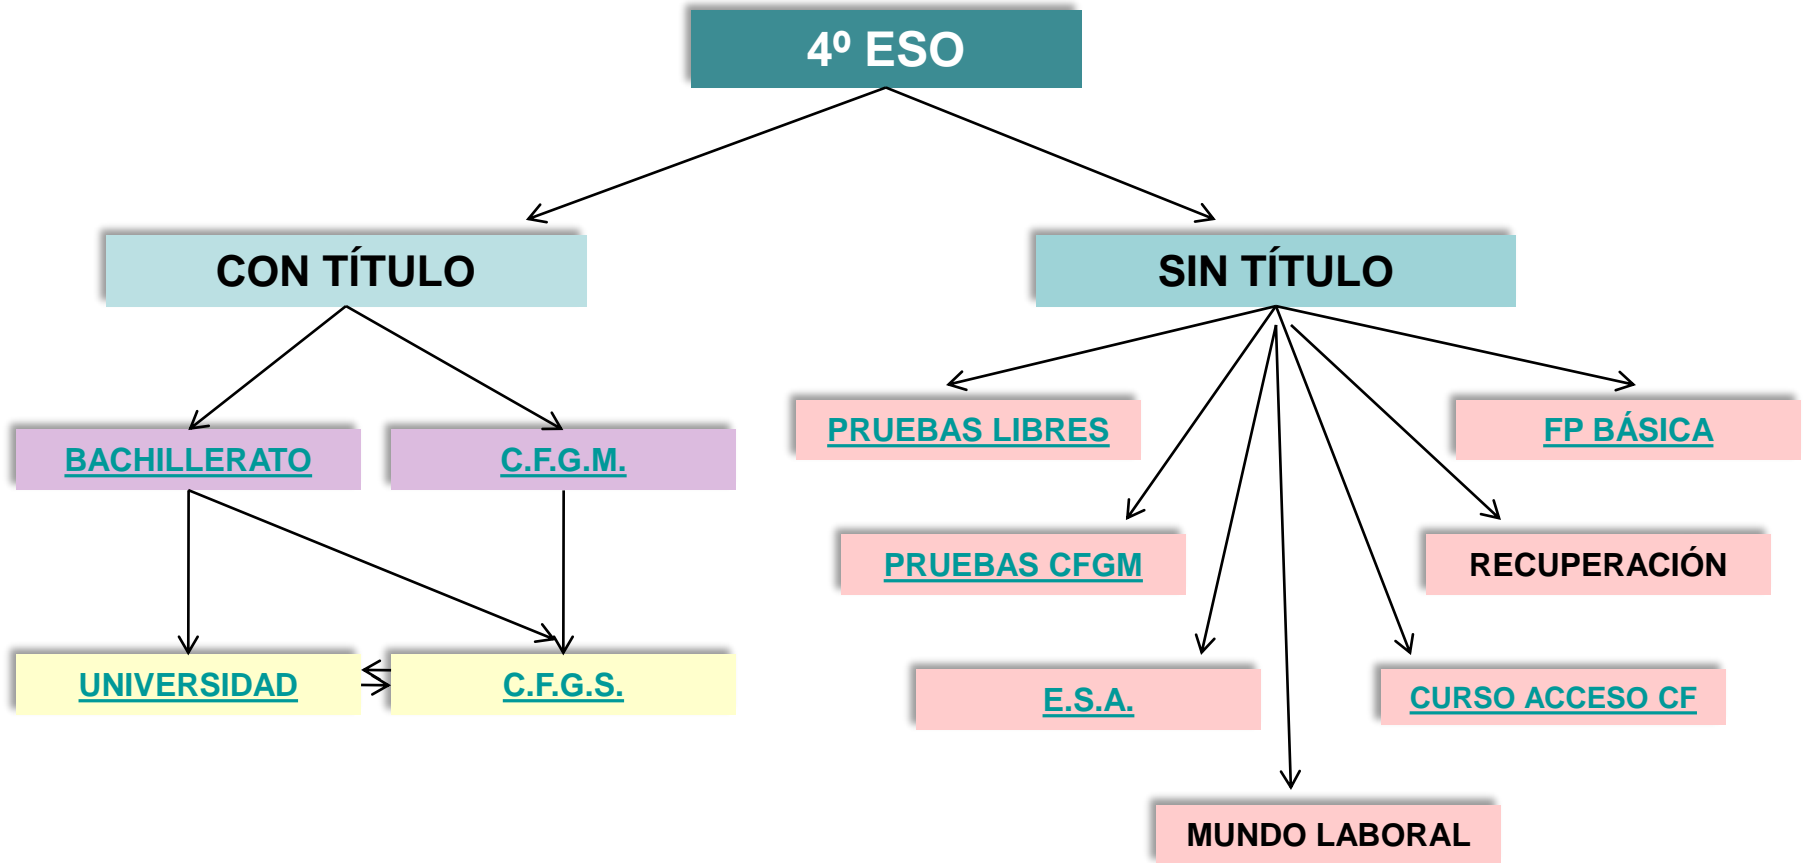 4º ESO
CON TÍTULO
SIN TÍTULO
PRUEBAS LIBRES
FP BÁSICA
BACHILLERATO
C.F.G.M.
PRUEBAS CFGM
RECUPERACIÓN
UNIVERSIDAD
C.F.G.S.
E.S.A.
CURSO ACCESO CF
MUNDO LABORAL